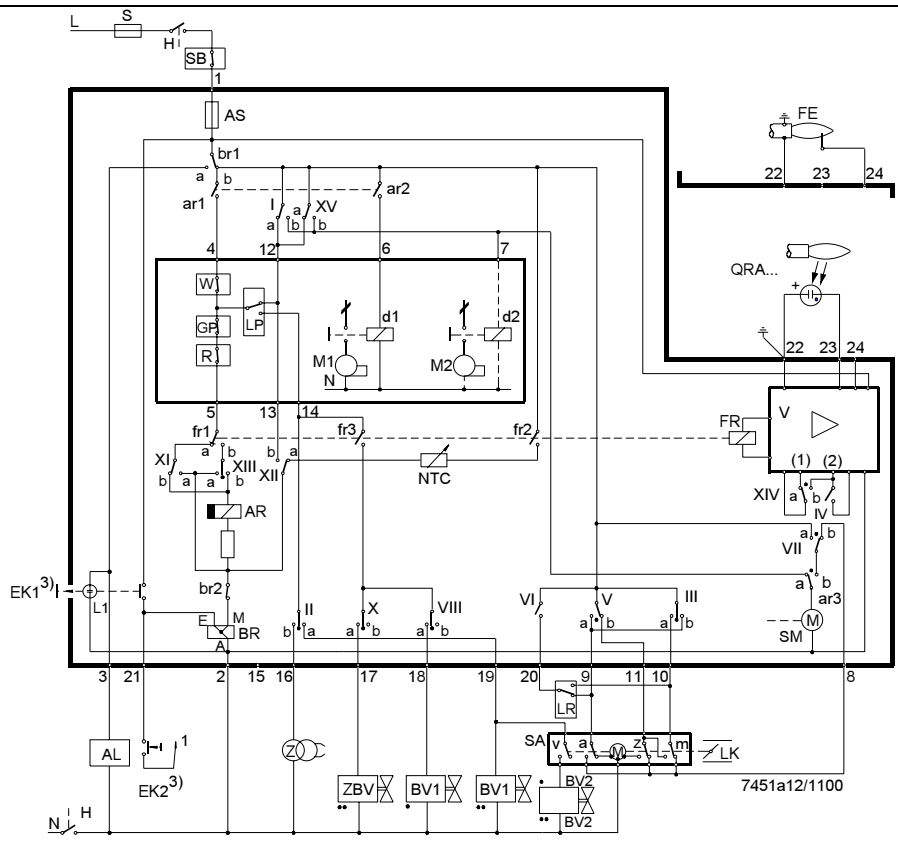 L S H
SB
1
AS
FE
22 23 24
br1
a b
ar1 ar2
I a XV
a b b
4 12 6 7
QRA...
+
W
LP
GP
R
d1 d2
M1 M2
N
22 23 24
5 13 14
V
FR
fr1 fr3 fr2
a b b a
XI XIII XII
b a a b
NTC
(1) (2)
XIV a b IV
AR
a b
VII
a b
ar3
EK1³⁾
L1
br2
E M
BR
A
II X VIII
b a a b a b
VI V III
a b a b
M
SM
3 21 2 15 16 17 18 19 20 9 11 10 8
LR
SA v a M z m
LK
7451a12/1100
AL
1
EK2³⁾
Z
ZBV BV1 BV1 BV2
BV2
N H